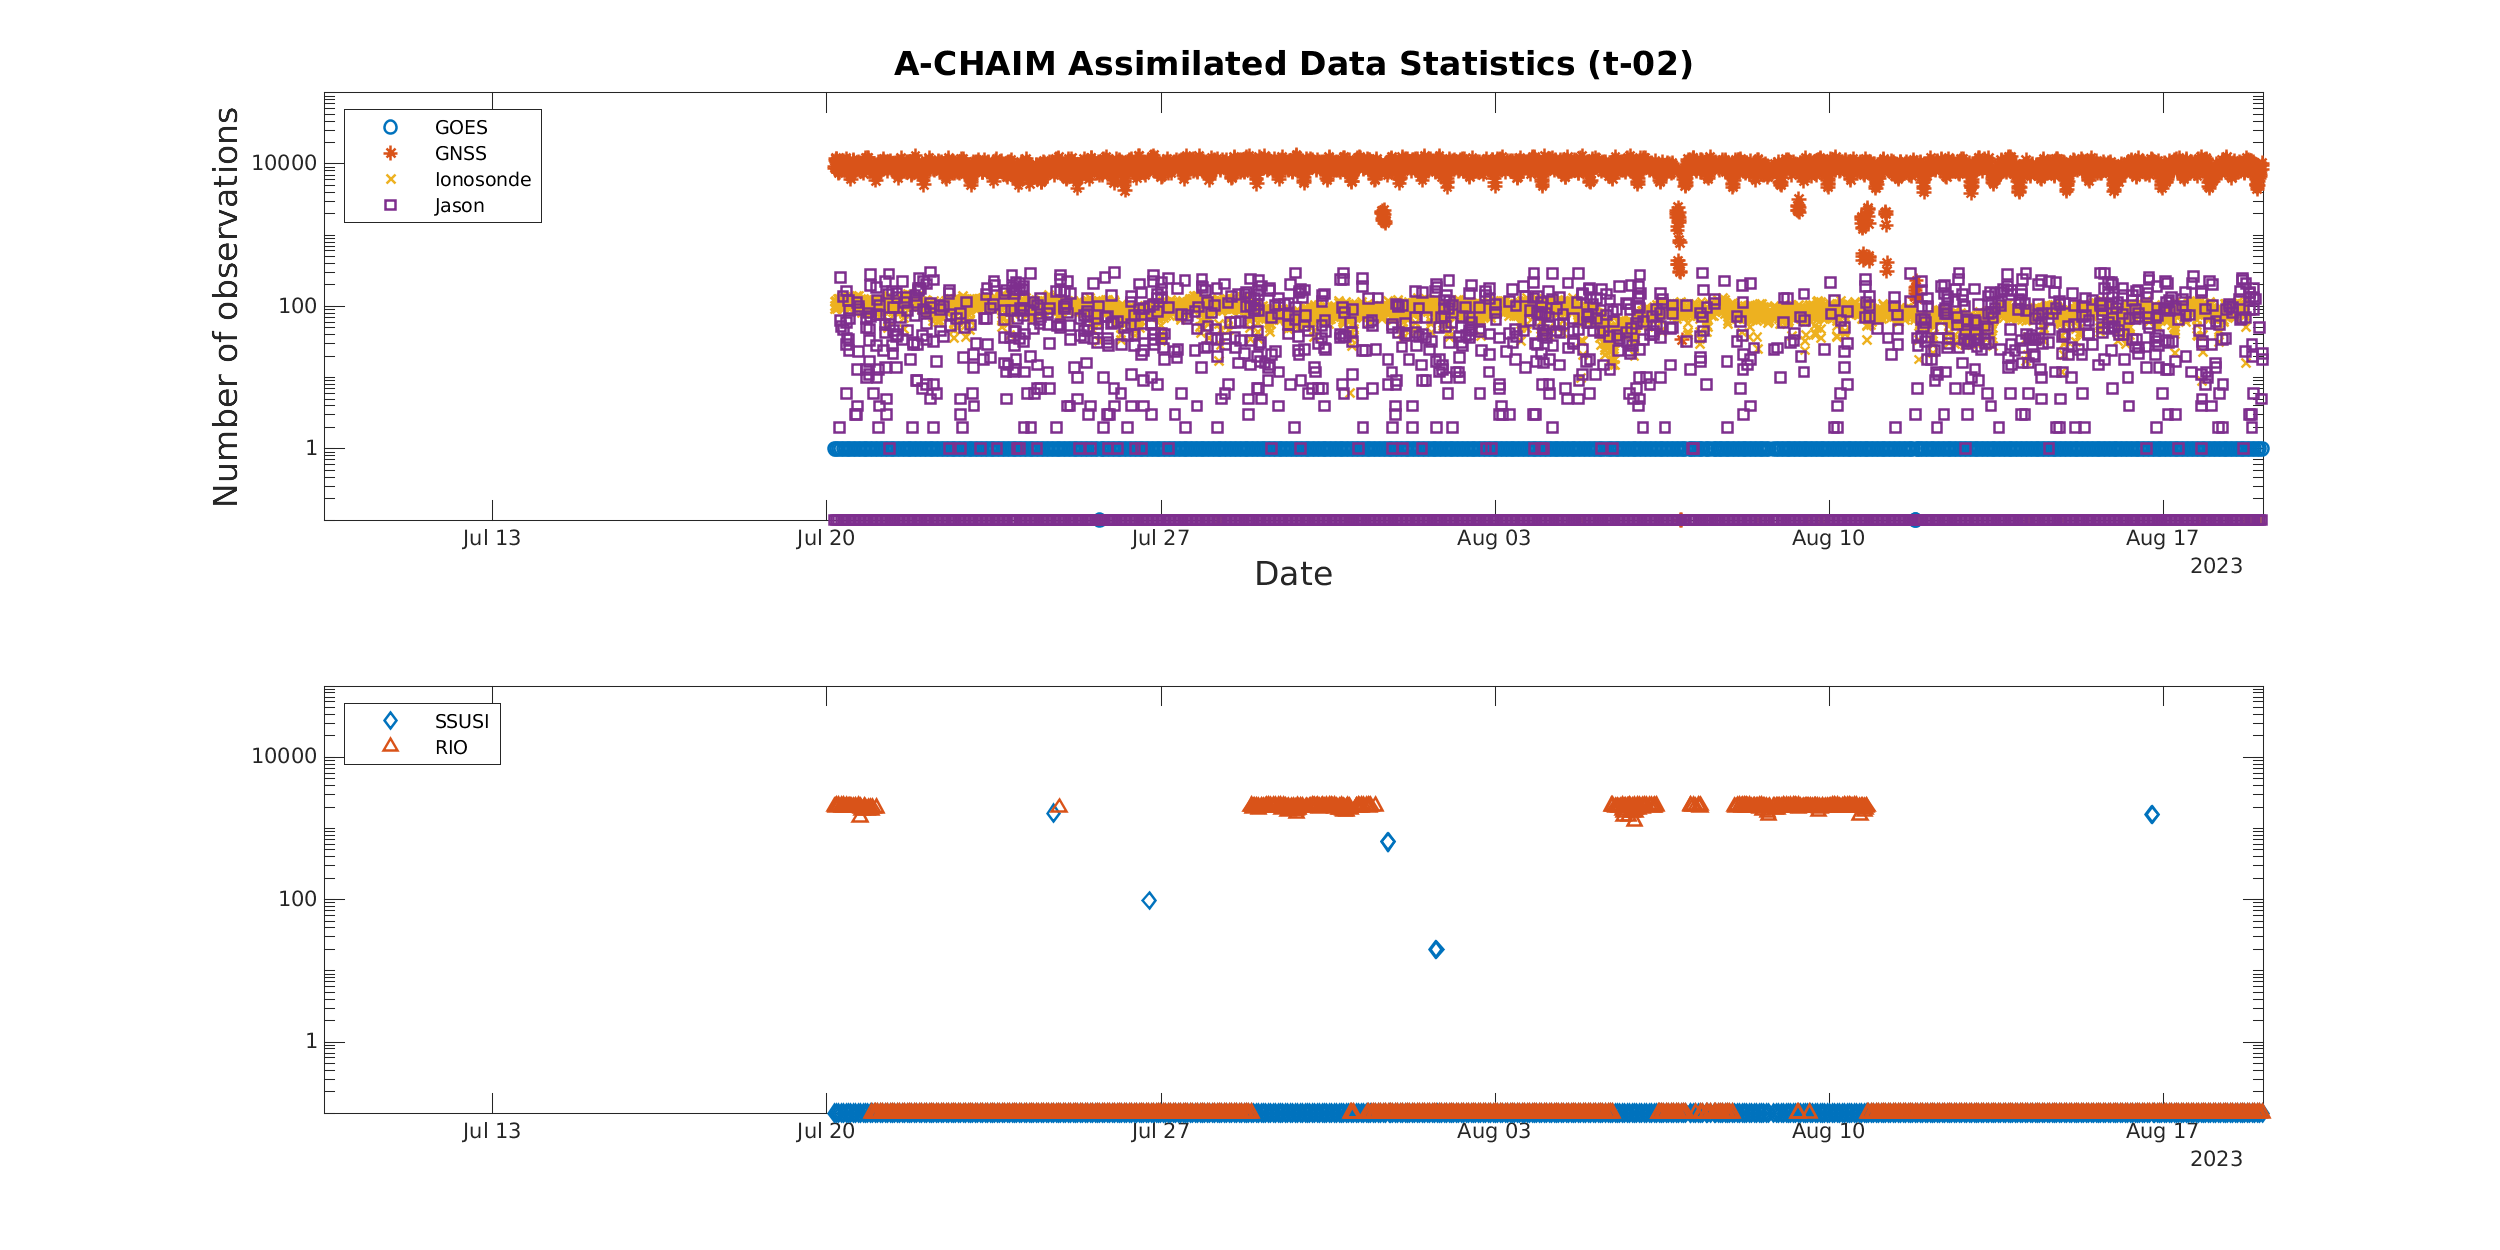 A-CHAIM Assimilated Data Statistics (t-02)
Number of observations
GOES
GNSS
Ionosonde
Jason
10000
100
1
Jul 13
Jul 20
Jul 27
Aug 03
Aug 10
Aug 17
Date
2023
SSUSI
RIO
10000
100
1
Jul 13
Jul 20
Jul 27
Aug 03
Aug 10
Aug 17
2023